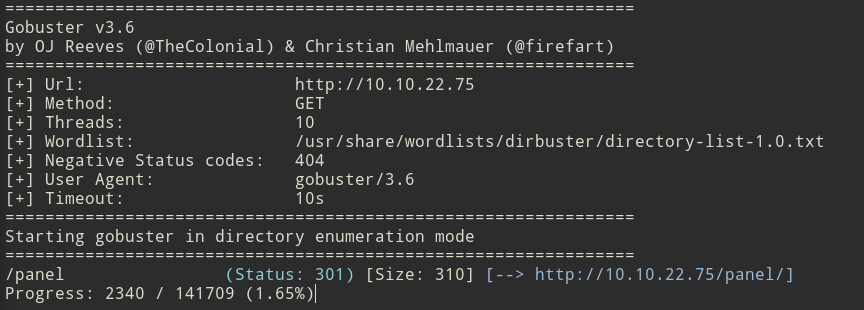 ===============================================================
Gobuster v3.6
by OJ Reeves (@TheColonial) & Christian Mehlmauer (@firefart)
===============================================================
[+] Url:                     http://10.10.22.75
[+] Method:                  GET
[+] Threads:                 10
[+] Wordlist:                /usr/share/wordlists/dirbuster/directory-list-1.0.txt
[+] Negative Status codes:   404
[+] User Agent:              gobuster/3.6
[+] Timeout:                 10s
===============================================================
Starting gobuster in directory enumeration mode
===============================================================
/panel                (Status: 301) [Size: 310] [--> http://10.10.22.75/panel/]
Progress: 2340 / 141709 (1.65%)